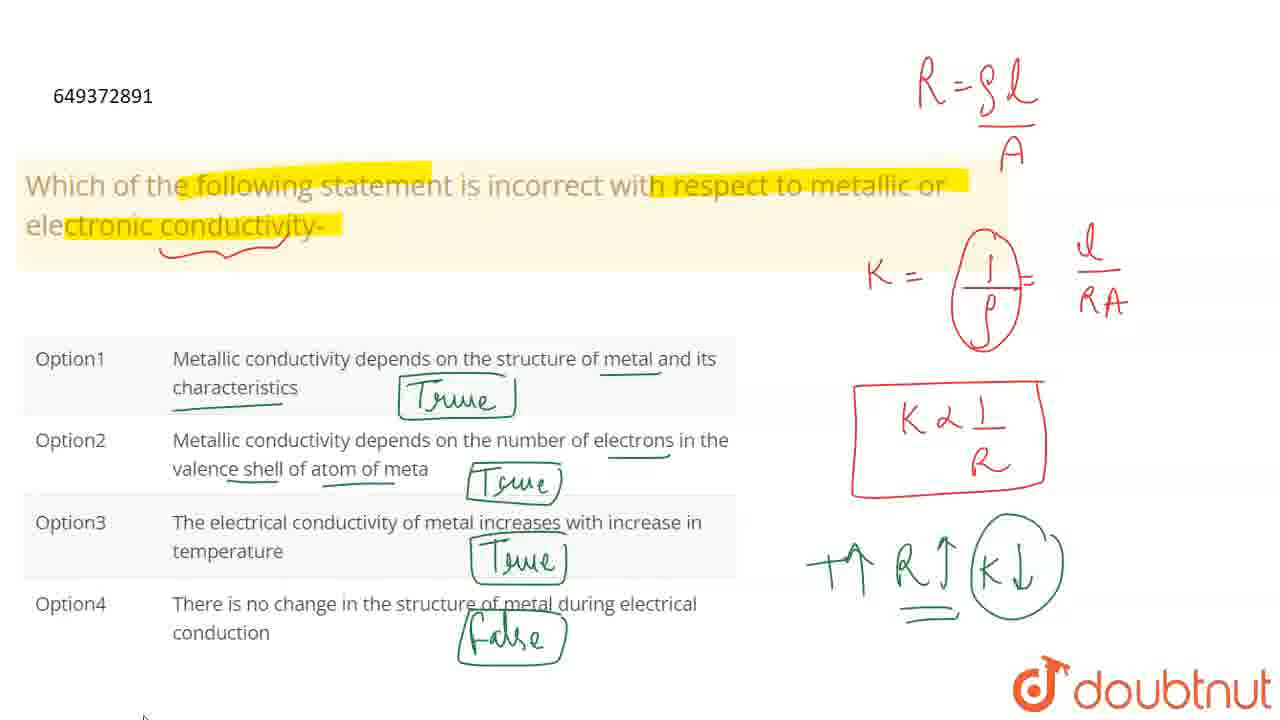 649372891
Which of the following statement is incorrect with respect to metallic or
electronic conductivity-
Option1
Metallic conductivity depends on the structure of metal and its
characteristics
True
Option2
Metallic conductivity depends on the number of electrons in the
valence shell of atom of meta
True
Option3
The electrical conductivity of metal increases with increase in
temperature
True
Option4
There is no change in the structure of metal during electrical
conduction
False
R = ρl
A
K = 1/ρ = l/RA
K ∝ 1/R
T↑ R↑ K↓
doubtnut